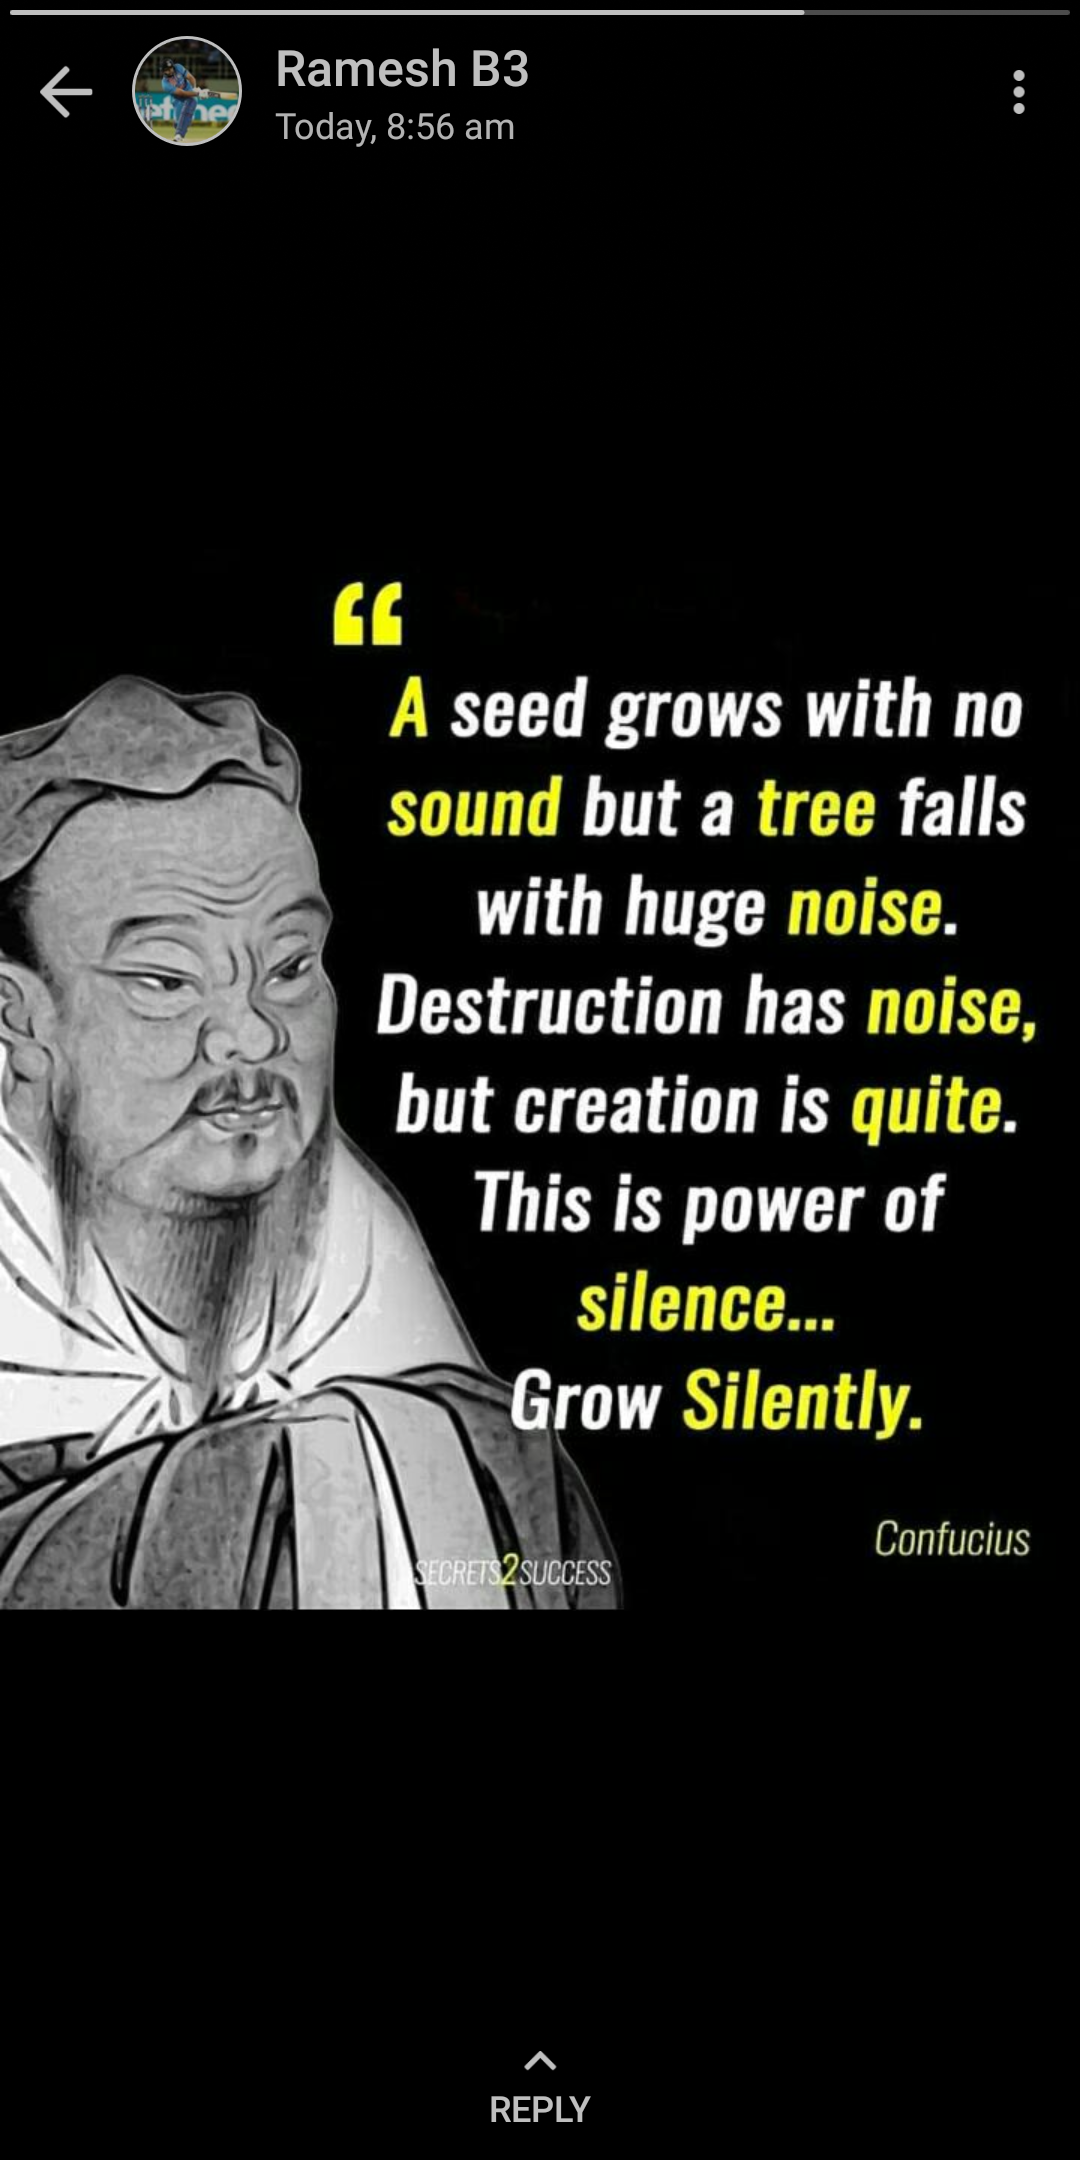 Ramesh B3
Today, 8:56 am
“
A seed grows with no
sound but a tree falls
with huge noise.
Destruction has noise,
but creation is quite.
This is power of
silence...
Grow Silently.
Confucius
SECRETS2SUCCESS
REPLY